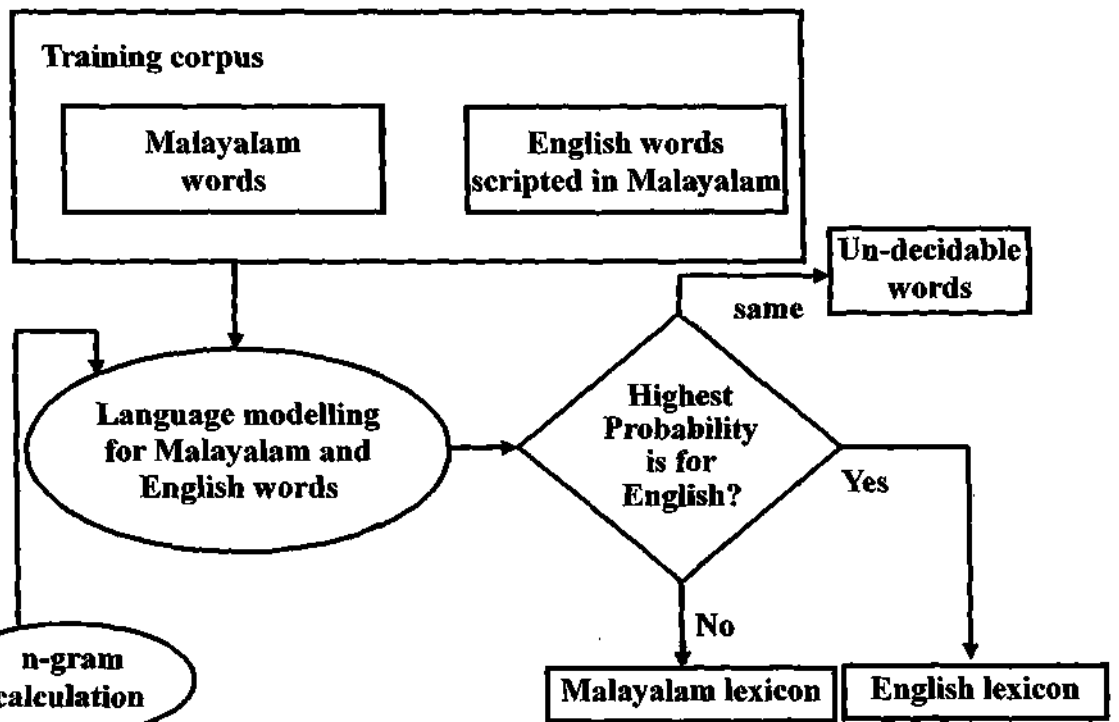 Training corpus
Malayalam
words
English words
scripted in Malayalam
Un-decidable
words
same
Highest
Probability
is for
English?
Language modelling
for Malayalam and
English words
Yes
No
n-gram
calculation
Malayalam lexicon
English lexicon